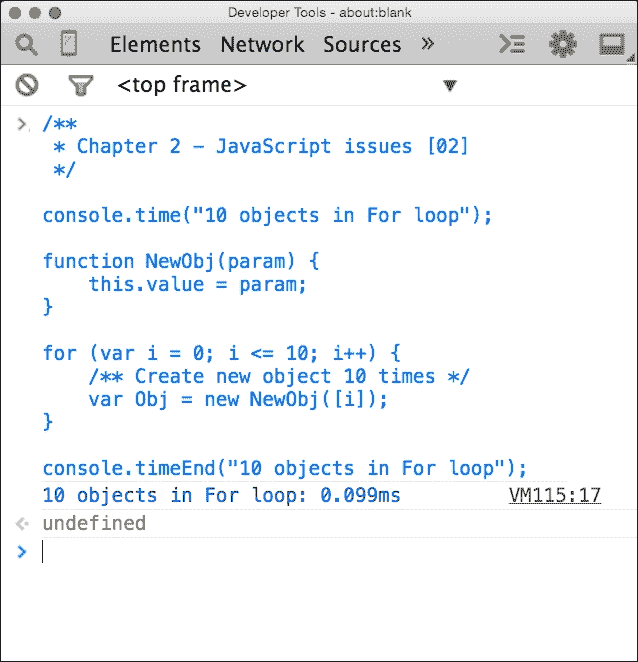 Developer Tools - about:blank
Elements Network Sources »
<top frame> ▼
> /**
 * Chapter 2 – JavaScript issues [02]
 */
console.time("10 objects in For loop");
function NewObj(param) {
    this.value = param;
}
for (var i = 0; i <= 10; i++) {
    /** Create new object 10 times */
    var Obj = new NewObj([i]);
}
console.timeEnd("10 objects in For loop");
10 objects in For loop: 0.099ms VM115:17
undefined
>